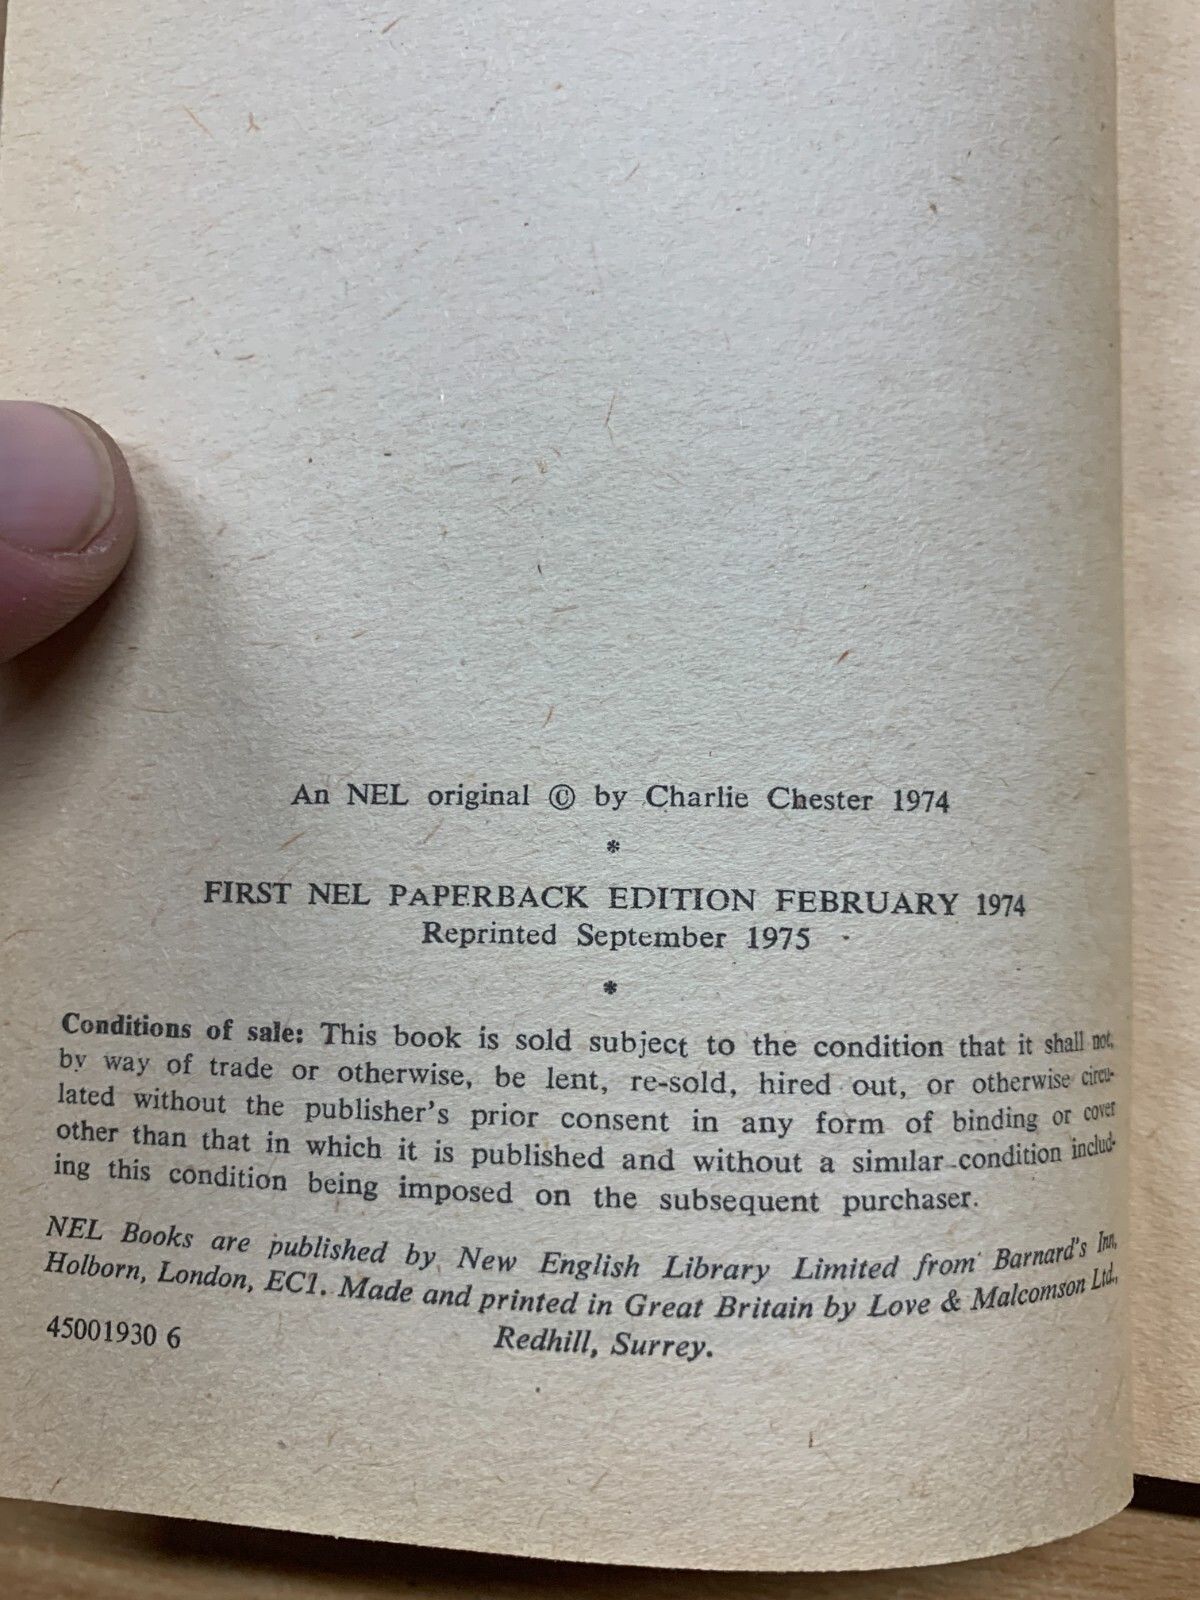 An NEL original © by Charlie Chester 1974
*
FIRST NEL PAPERBACK EDITION FEBRUARY 1974
Reprinted September 1975
*
Conditions of sale: This book is sold subject to the condition that it shall not,
by way of trade or otherwise, be lent, re-sold, hired out, or otherwise circu-
lated without the publisher's prior consent in any form of binding or cover
other than that in which it is published and without a similar condition includ-
ing this condition being imposed on the subsequent purchaser.
NEL Books are published by New English Library Limited from Barnard's Inn,
Holborn, London, EC1. Made and printed in Great Britain by Love & Malcomson Ltd.,
45001930 6 Redhill, Surrey.